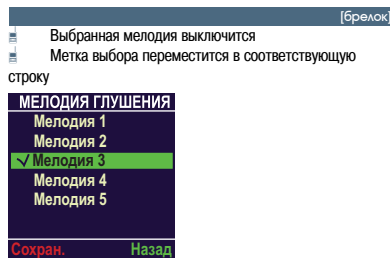 [брелок]
Выбранная мелодия выключится
Метка выбора переместится в соответствующую
строку
МЕЛОДИЯ ГЛУШЕНИЯ
Мелодия 1
Мелодия 2
Мелодия 3
Мелодия 4
Мелодия 5
Сохран. Назад